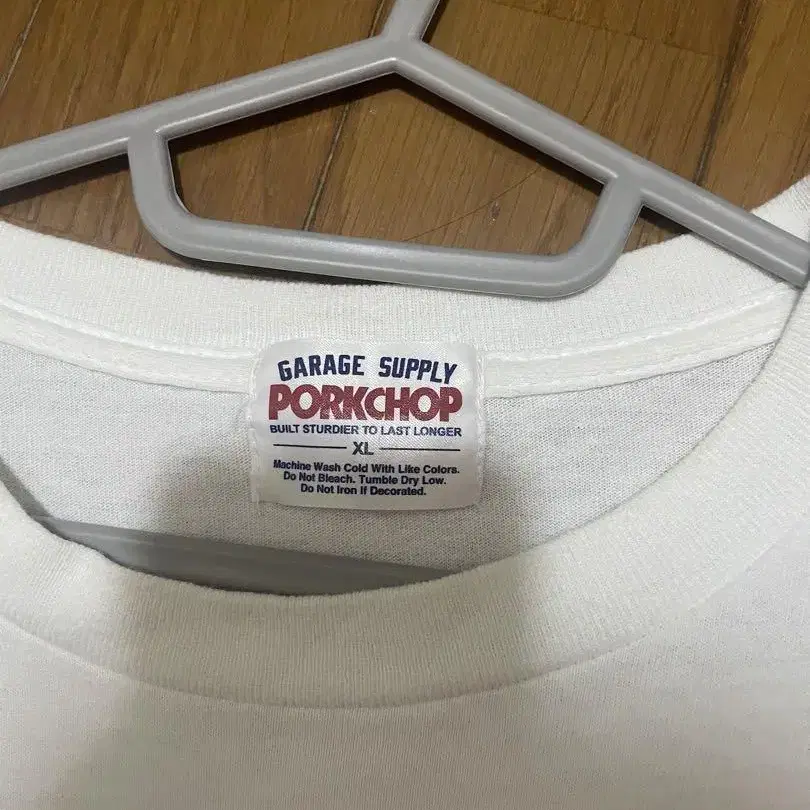 GARAGE SUPPLY
PORKCHOP
BUILT STURDIER TO LAST LONGER
XL
Machine Wash Cold With Like Colors.
Do Not Bleach. Tumble Dry Low.
Do Not Iron If Decorated.